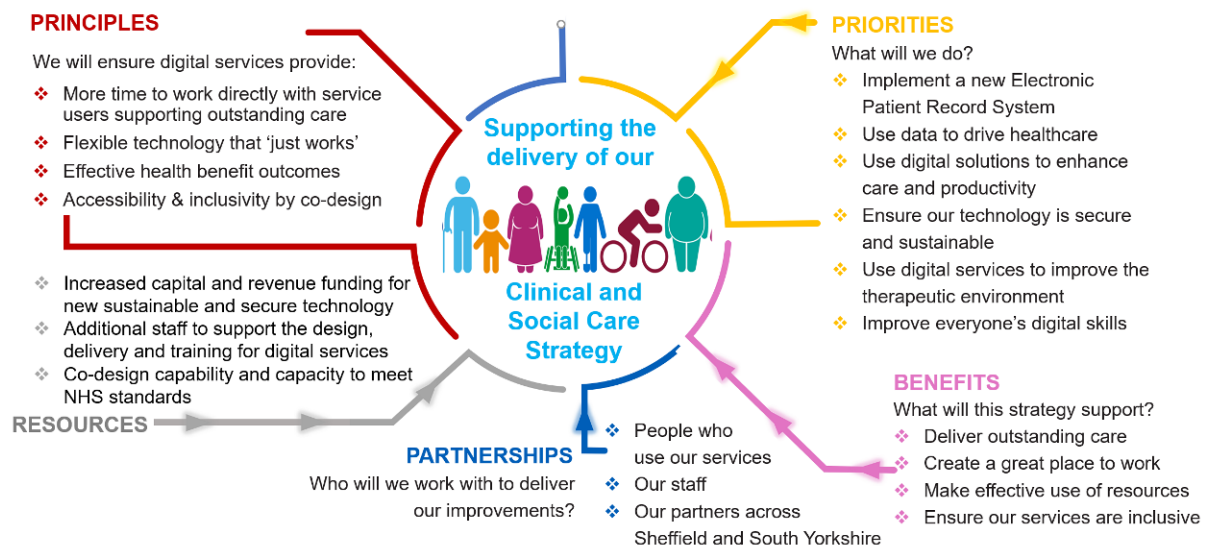 PRINCIPLES
We will ensure digital services provide:
❖ More time to work directly with service
users supporting outstanding care
❖ Flexible technology that ‘just works’
❖ Effective health benefit outcomes
❖ Accessibility & inclusivity by co-design
❖ Increased capital and revenue funding for
new sustainable and secure technology
❖ Additional staff to support the design,
delivery and training for digital services
❖ Co-design capability and capacity to meet
NHS standards
RESOURCES
Supporting the
delivery of our
Clinical and
Social Care
Strategy
PRIORITIES
What will we do?
❖ Implement a new Electronic
Patient Record System
❖ Use data to drive healthcare
❖ Use digital solutions to enhance
care and productivity
❖ Ensure our technology is secure
and sustainable
❖ Use digital services to improve the
therapeutic environment
❖ Improve everyone’s digital skills
BENEFITS
What will this strategy support?
❖ Deliver outstanding care
❖ Create a great place to work
❖ Make effective use of resources
❖ Ensure our services are inclusive
PARTNERSHIPS
Who will we work with to deliver
our improvements?
❖ People who
use our services
❖ Our staff
❖ Our partners across
Sheffield and South Yorkshire